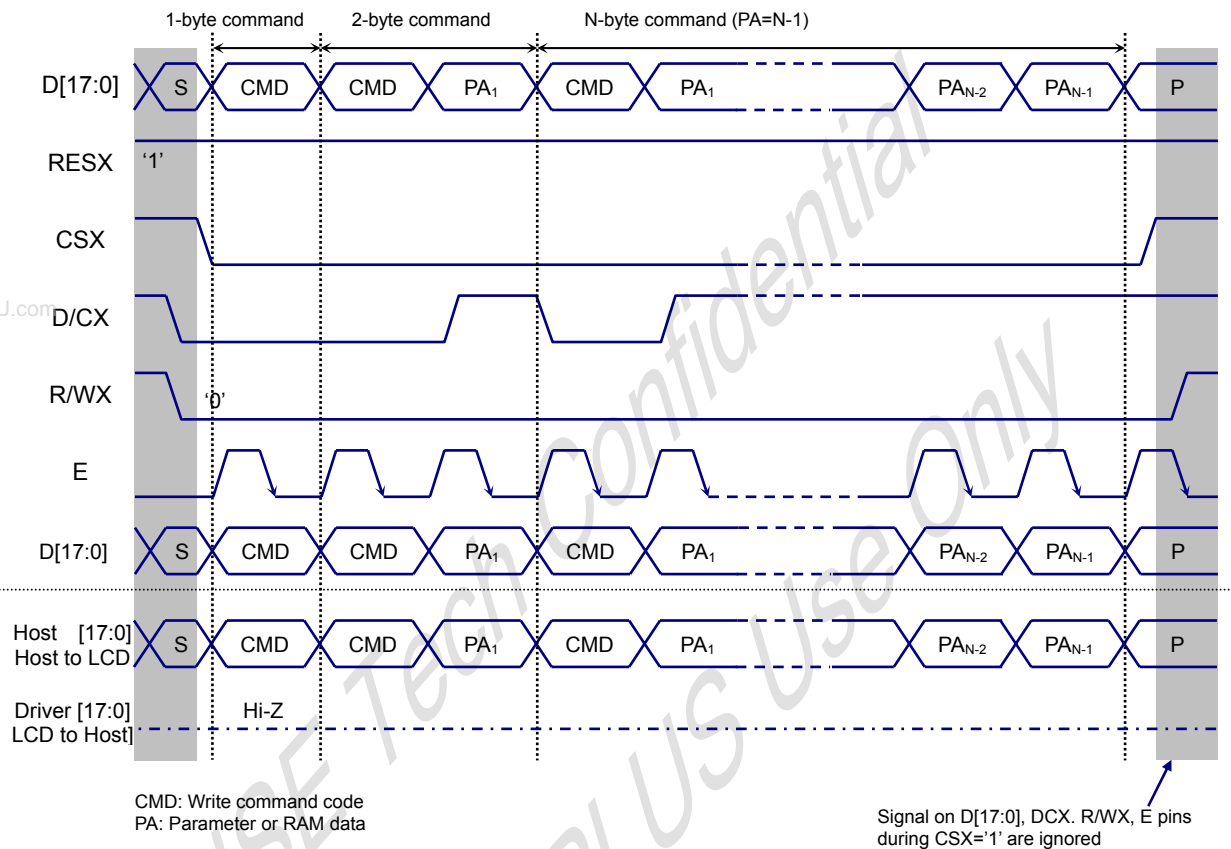 1-byte command 2-byte command N-byte command (PA=N-1)
D[17:0] S CMD CMD PA1 CMD PA1 PAN-2 PAN-1 P
RESX '1'
CSX
U.com
D/CX
R/WX '0'
E
D[17:0] S CMD CMD PA1 CMD PA1 PAN-2 PAN-1 P
Host [17:0] S CMD CMD PA1 CMD PA1 PAN-2 PAN-1 P
Host to LCD
Driver [17:0] Hi-Z
LCD to Host]
CMD: Write command code
PA: Parameter or RAM data
Signal on D[17:0], DCX. R/WX, E pins
during CSX='1' are ignored
Tech Confidential
US Use Only